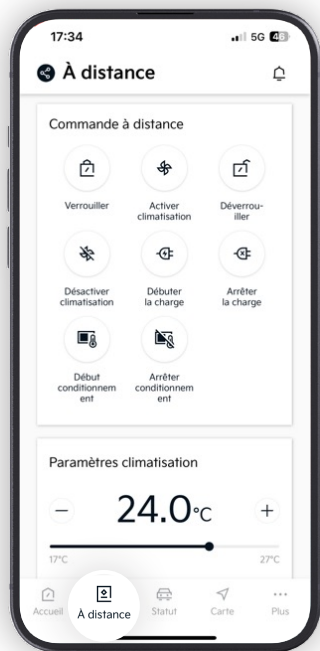 17:34
5G 46
À distance
Commande à distance
Verrouiller
Activer
climatisation
Déverrou-
iller
Désactiver
climatisation
Débuter
la charge
Arrêter
la charge
Début
conditionnem
ent
Arrêter
conditionnem
ent
Paramètres climatisation
24.0°C
17°C
27°C
Accueil
À distance
Statut
Carte
Plus